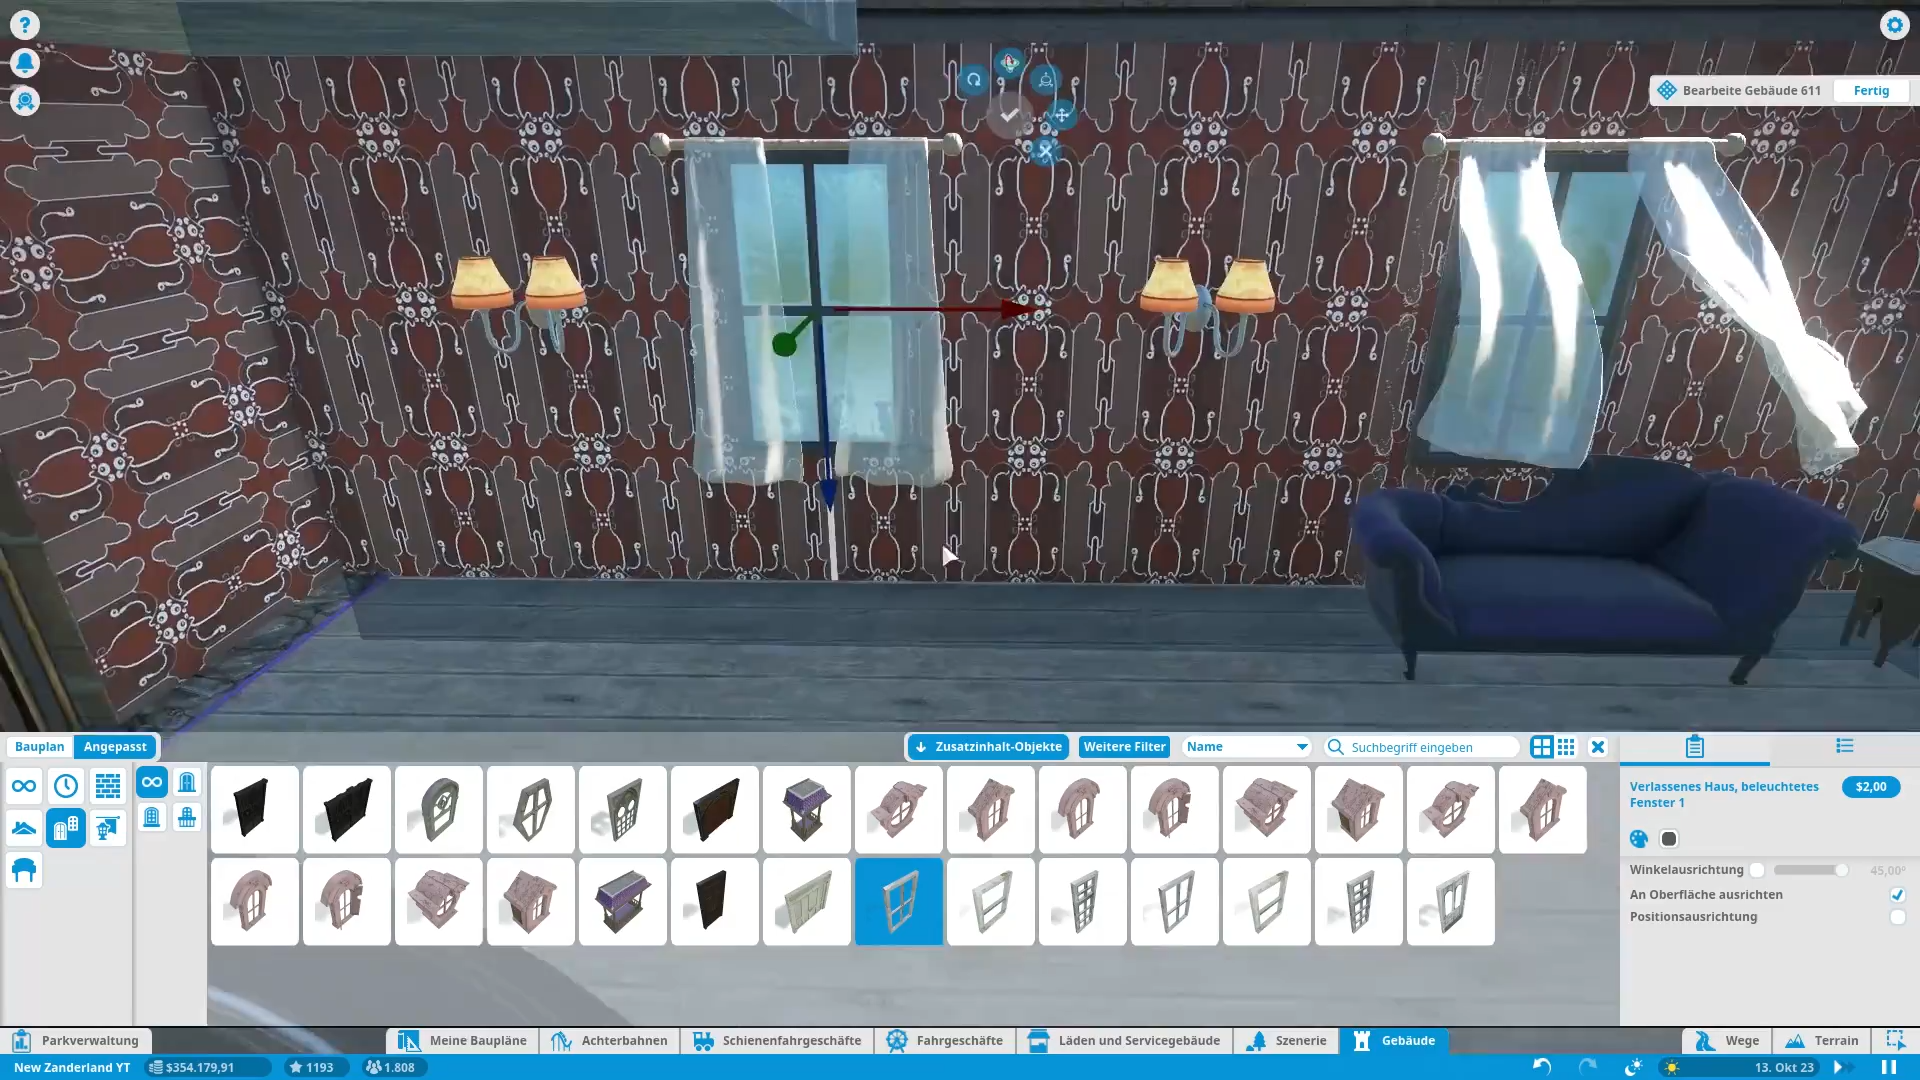 ?
Bearbeite Gebäude 611
Fertig
Bauplan
Angepasst
Zusatzinhalt-Objekte
Weitere Filter
Name
Suchbegriff eingeben
Verlassenes Haus, beleuchtetes
Fenster 1
$2,00
Winkelausrichtung
45,00°
An Oberfläche ausrichten
Positionsausrichtung
Parkverwaltung
Meine Baupläne
Achterbahnen
Schienenfahrgeschäfte
Fahrgeschäfte
Läden und Servicegebäude
Szenerie
Gebäude
Wege
Terrain
New Zanderland YT
$354.179,91
1193
1.808
13. Okt 23